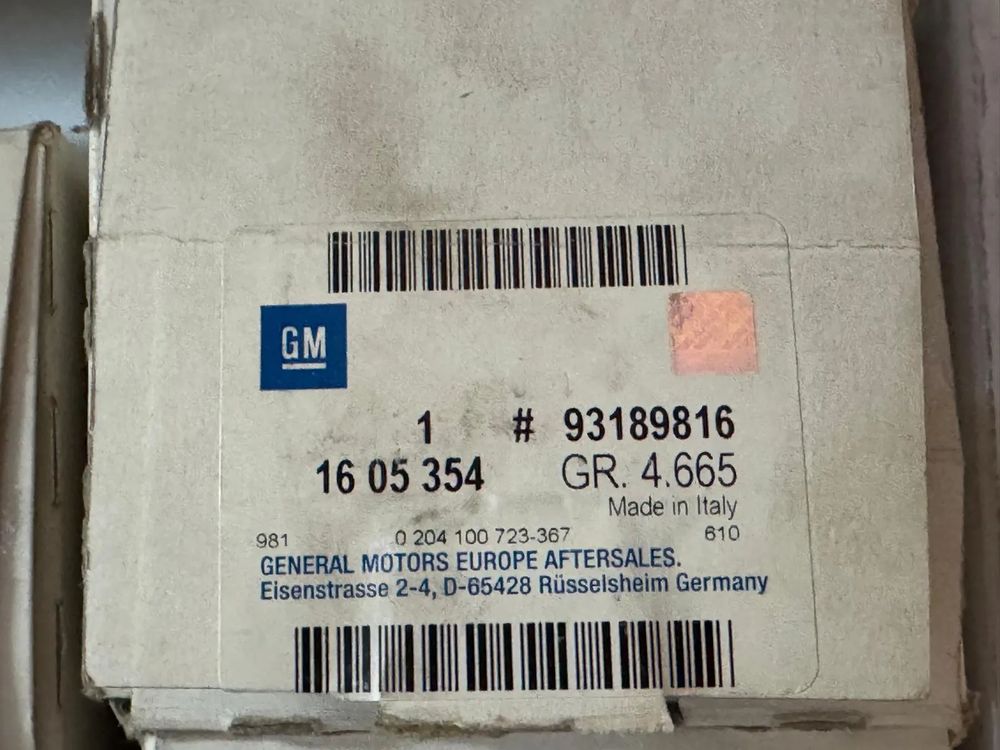 GM
1 # 93189816
16 05 354 GR. 4.665
Made in Italy
981 0 204 100 723-367 610
GENERAL MOTORS EUROPE AFTERSALES.
Eisenstrasse 2-4, D-65428 Rüsselsheim Germany